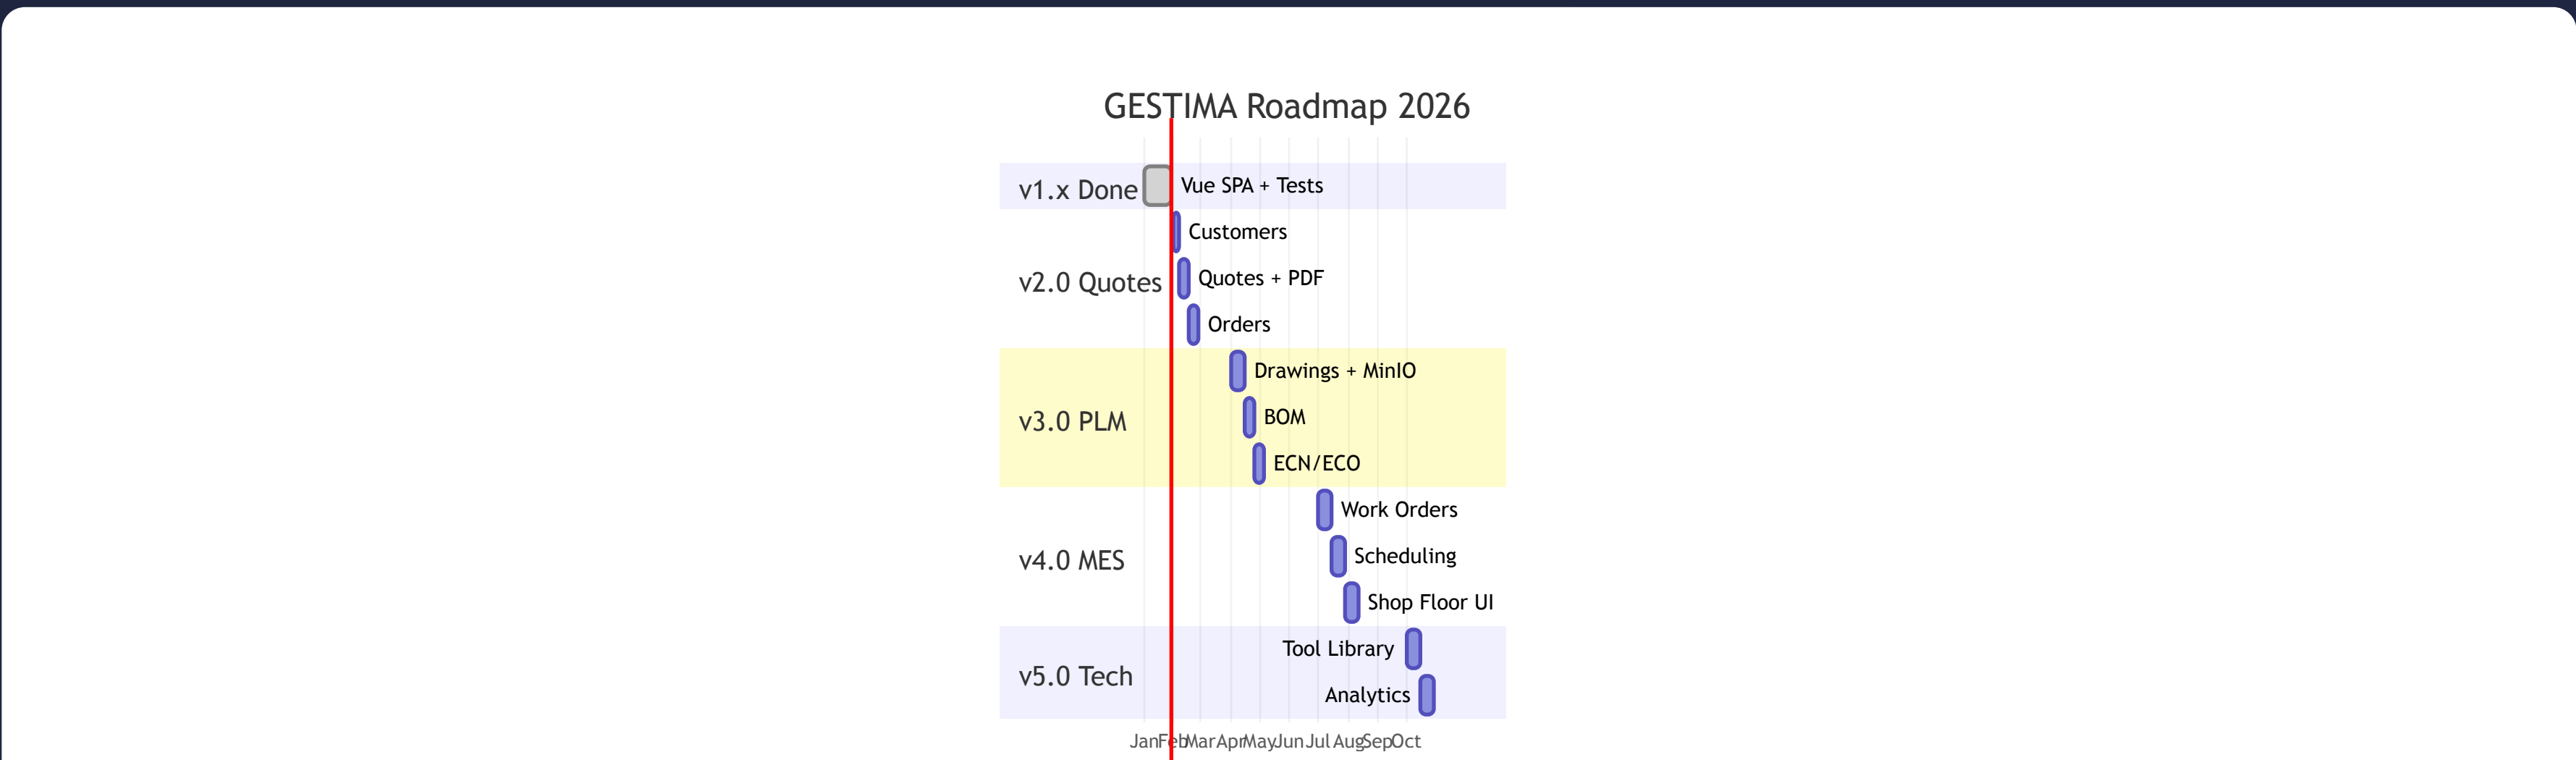 GESTIMA Roadmap 2026
v1.x Done
Vue SPA + Tests
v2.0 Quotes
Customers
Quotes + PDF
Orders
v3.0 PLM
Drawings + MinIO
BOM
ECN/ECO
v4.0 MES
Work Orders
Scheduling
Shop Floor UI
v5.0 Tech
Tool Library
Analytics
Jan Feb Mar Apr May Jun Jul Aug Sep Oct